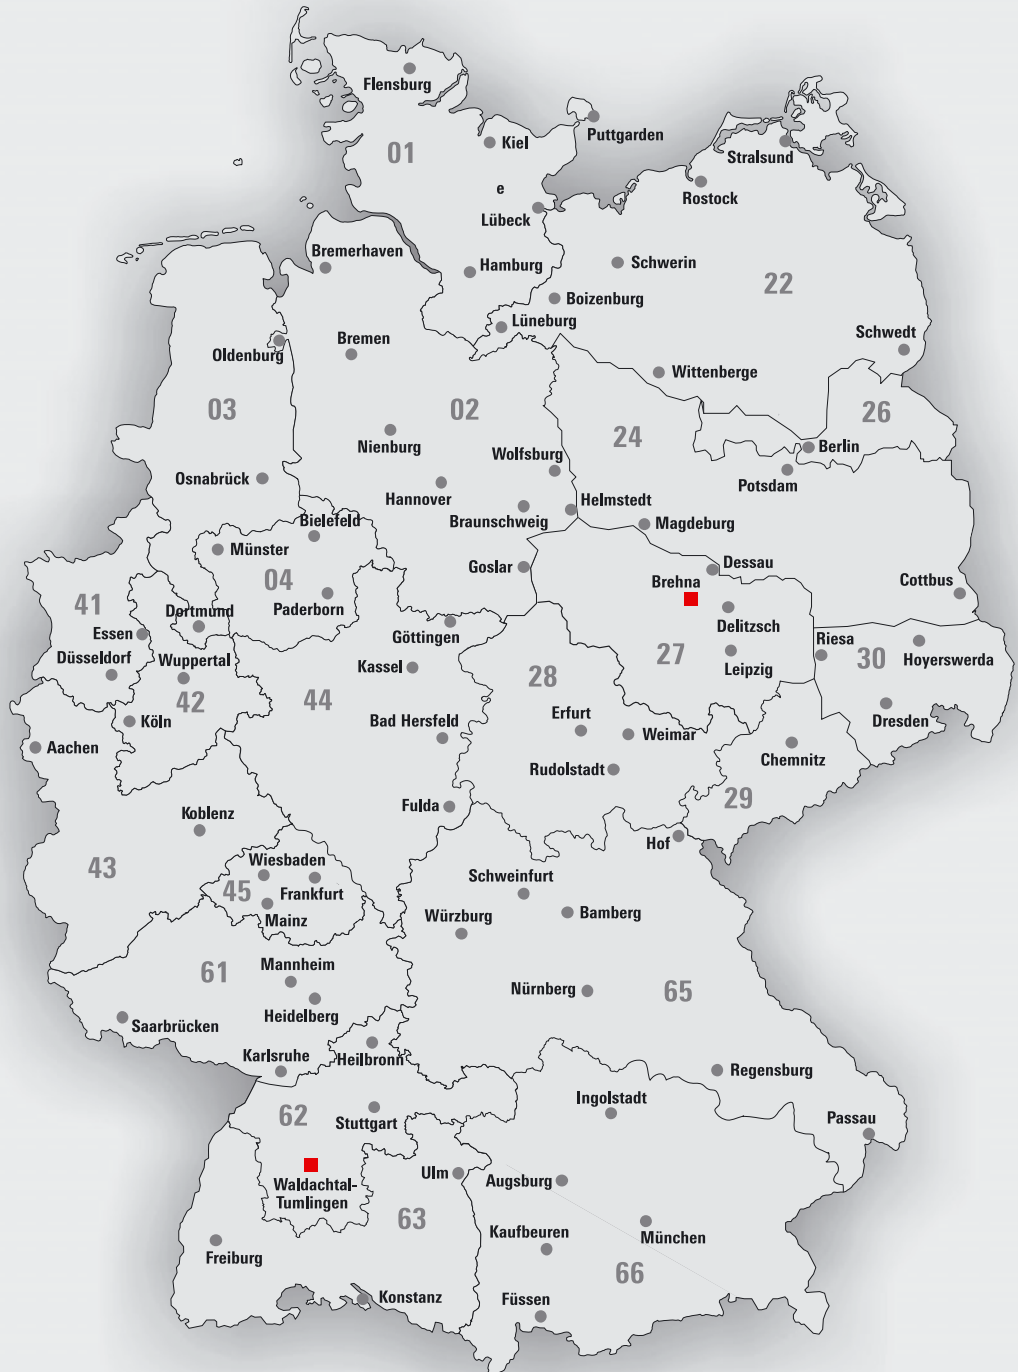 Flensburg
Puttgarden
Kiel
01
Stralsund
e
Rostock
Lübeck
Bremerhaven
Hamburg
Schwerin
22
Boizenburg
Lüneburg
Schwedt
Bremen
Oldenburg
Wittenberge
03
02
26
24
Nienburg
Berlin
Wolfsburg
Osnabrück
Potsdam
Hannover
Helmstedt
Braunschweig
Magdeburg
Bielefeld
Münster
Goslar
Dessau
04
Brehna
Cottbus
41
Paderborn
Dortmund
Delitzsch
Essen
Göttingen
Riesa
Düsseldorf
Wuppertal
Kassel
27
30
Hoyerswerda
Leipzig
28
44
42
Köln
Bad Hersfeld
Erfurt
Dresden
Aachen
Weimar
Chemnitz
Rudolstadt
29
Fulda
Koblenz
Hof
Wiesbaden
43
45
Frankfurt
Schweinfurt
Mainz
Würzburg
Bamberg
Mannheim
61
Nürnberg
65
Heidelberg
Saarbrücken
Karlsruhe
Heilbronn
Regensburg
Ingolstadt
62
Stuttgart
Passau
Ulm
Augsburg
Waldachtal-
Tumlingen
63
Kaufbeuren
München
Freiburg
66
Konstanz
Füssen